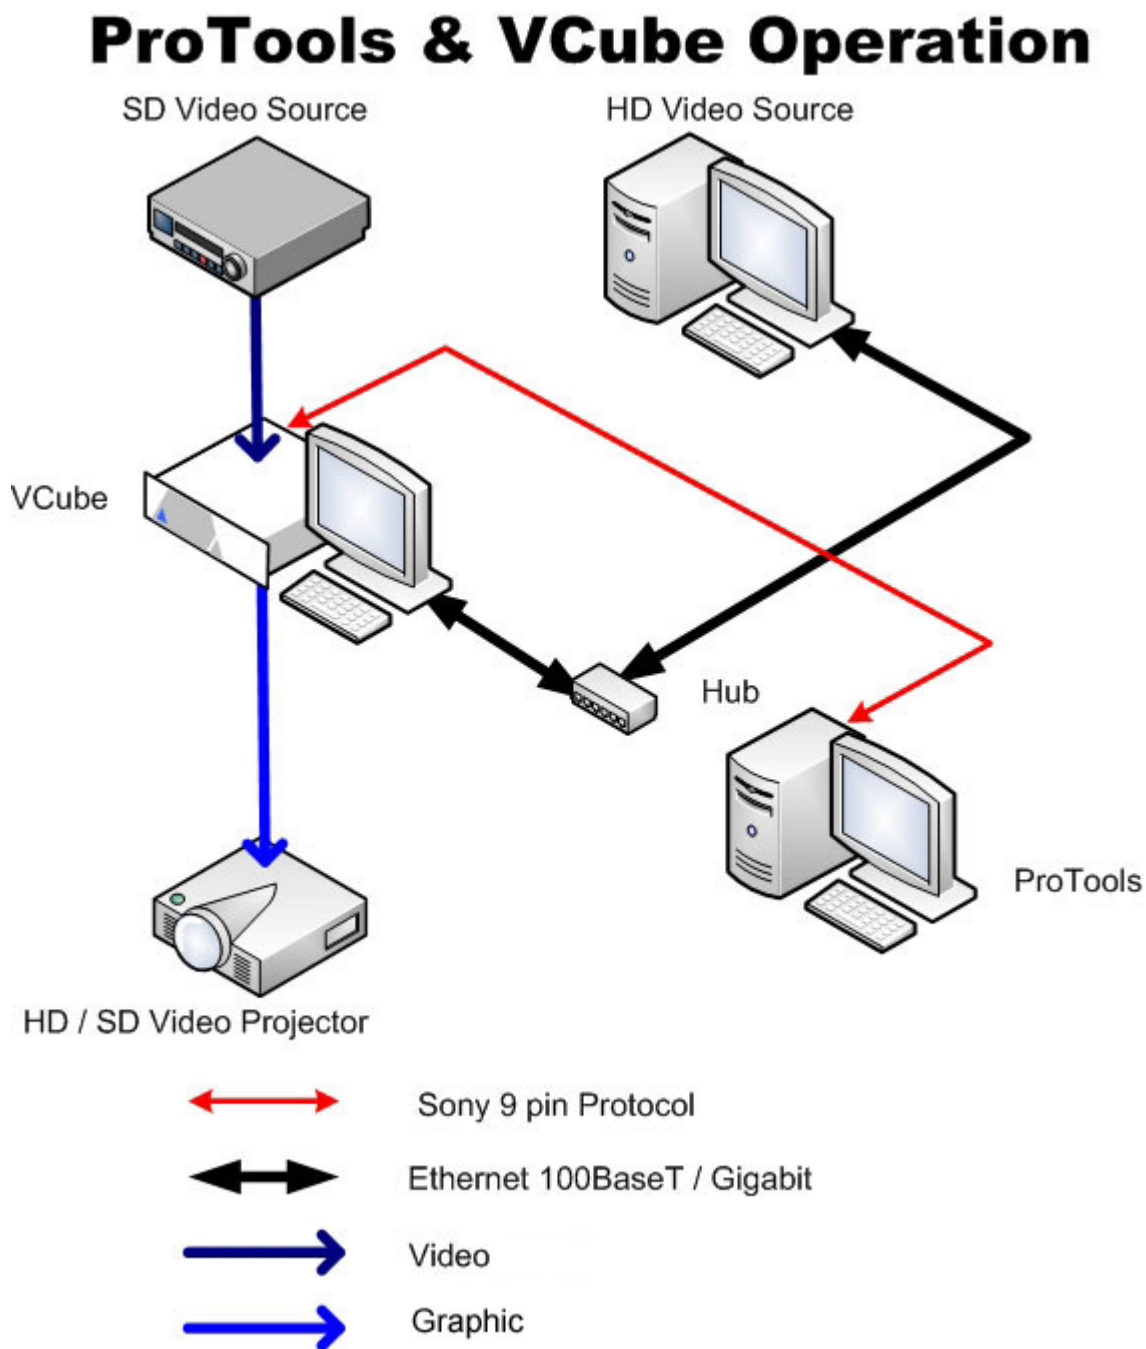 ProTools & VCube Operation
SD Video Source
HD Video Source
VCube
Hub
ProTools
HD / SD Video Projector
Sony 9 pin Protocol
Ethernet 100BaseT / Gigabit
Video
Graphic